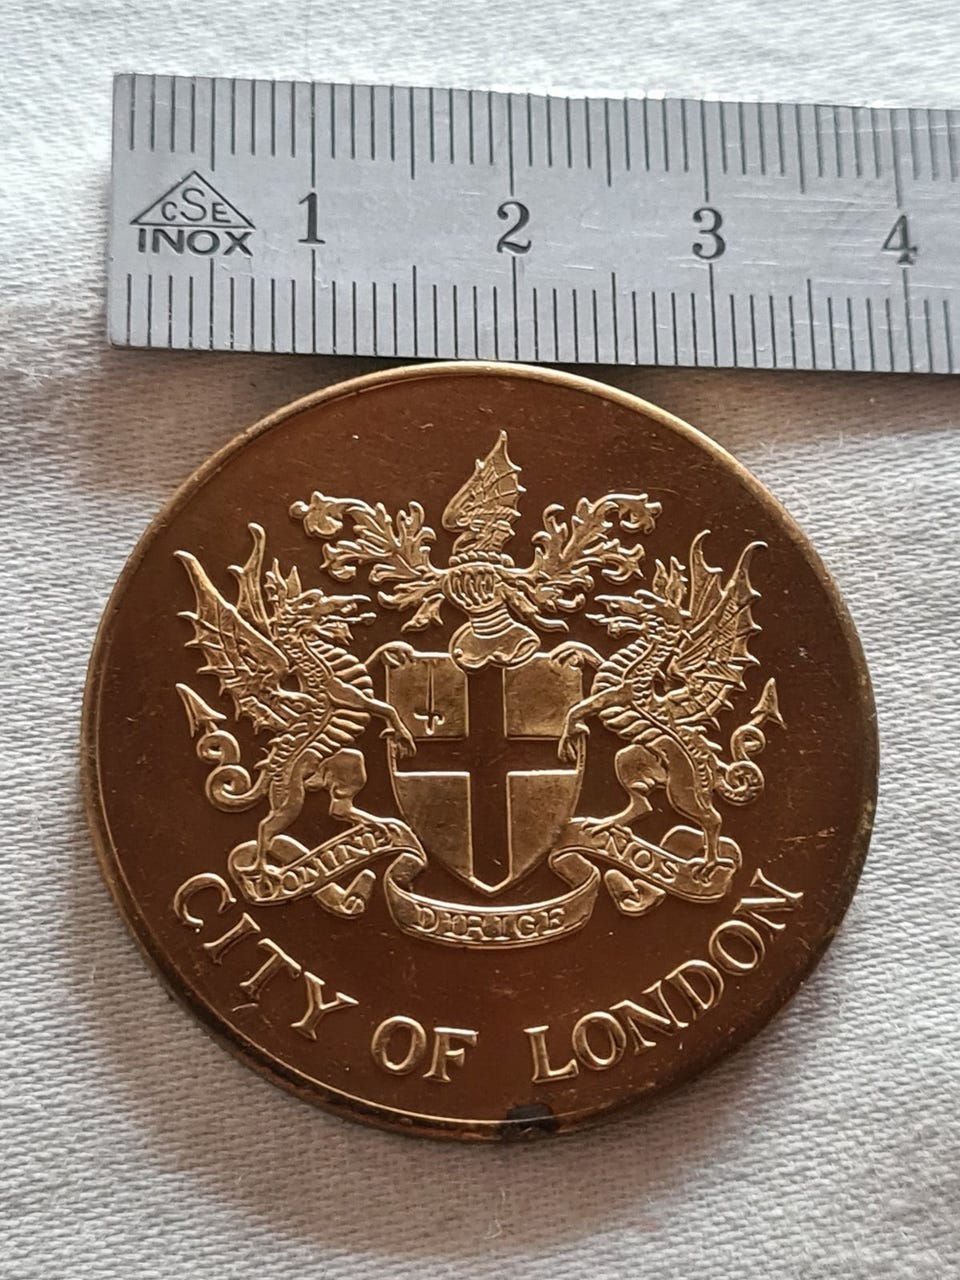 CSE
INOX
1 2 3 4
DOMINE DIRIGE NOS
CITY OF LONDON